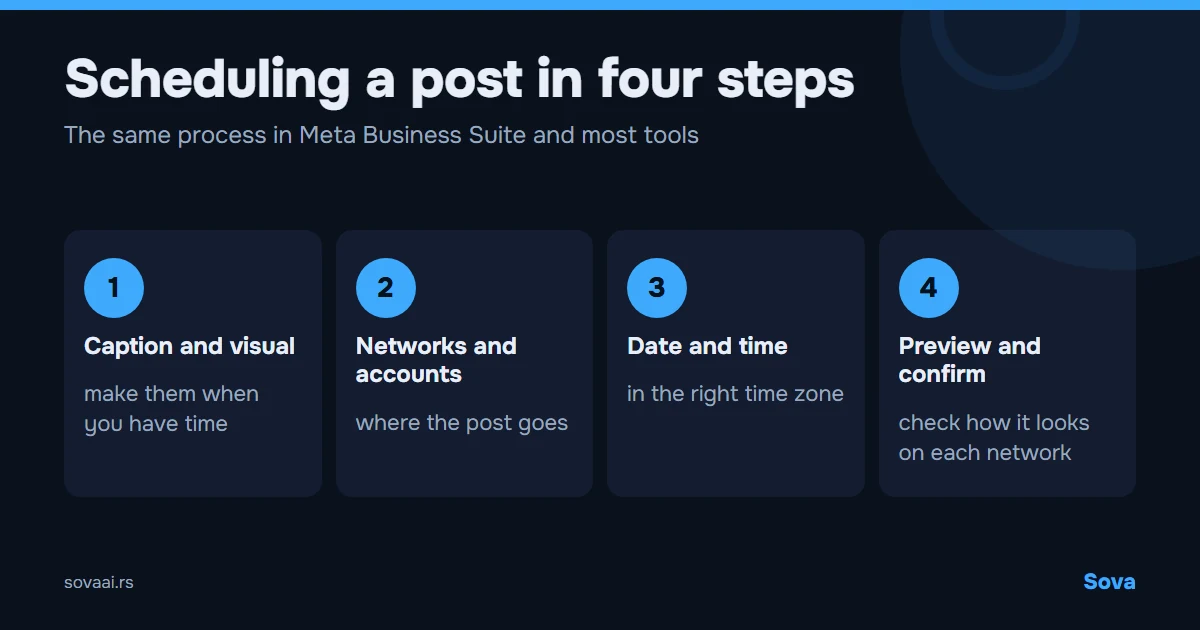 Scheduling a post in four steps
The same process in Meta Business Suite and most tools
1
Caption and visual
make them when
you have time
2
Networks and
accounts
where the post goes
3
Date and time
in the right time zone
4
Preview and
confirm
check how it looks
on each network
sovaai.rs
Sova